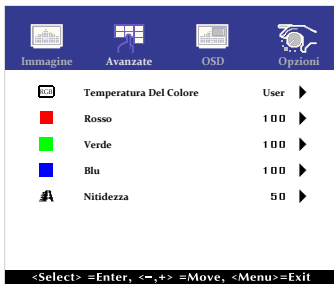 Immagine Avanzate OSD Opzioni
RGB Temperatura Del Colore User
Rosso 100
Verde 100
Blu 100
Nitidezza 50
<Select> =Enter, <–,+> =Move, <Menu>=Exit